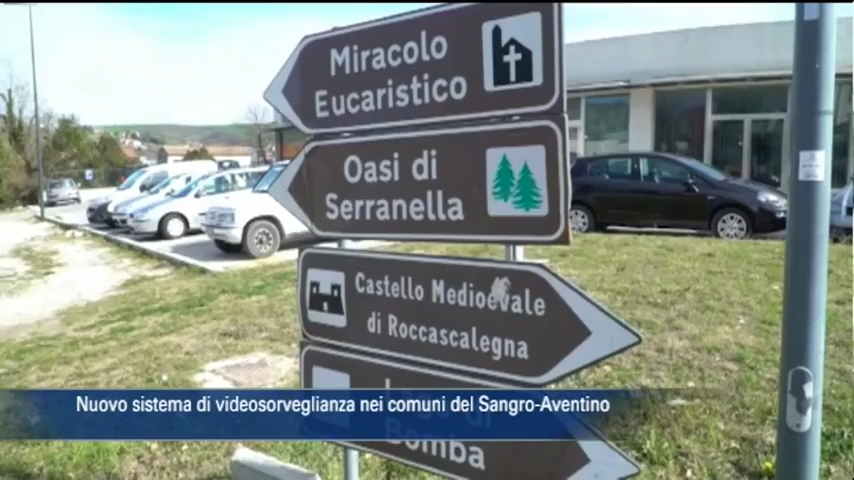 Miracolo
Eucaristico
Oasi di
Serranella
Castello Medioevale
di Roccascalegna
Nuovo sistema di videosorveglianza nei comuni del Sangro-Aventino
Bomba